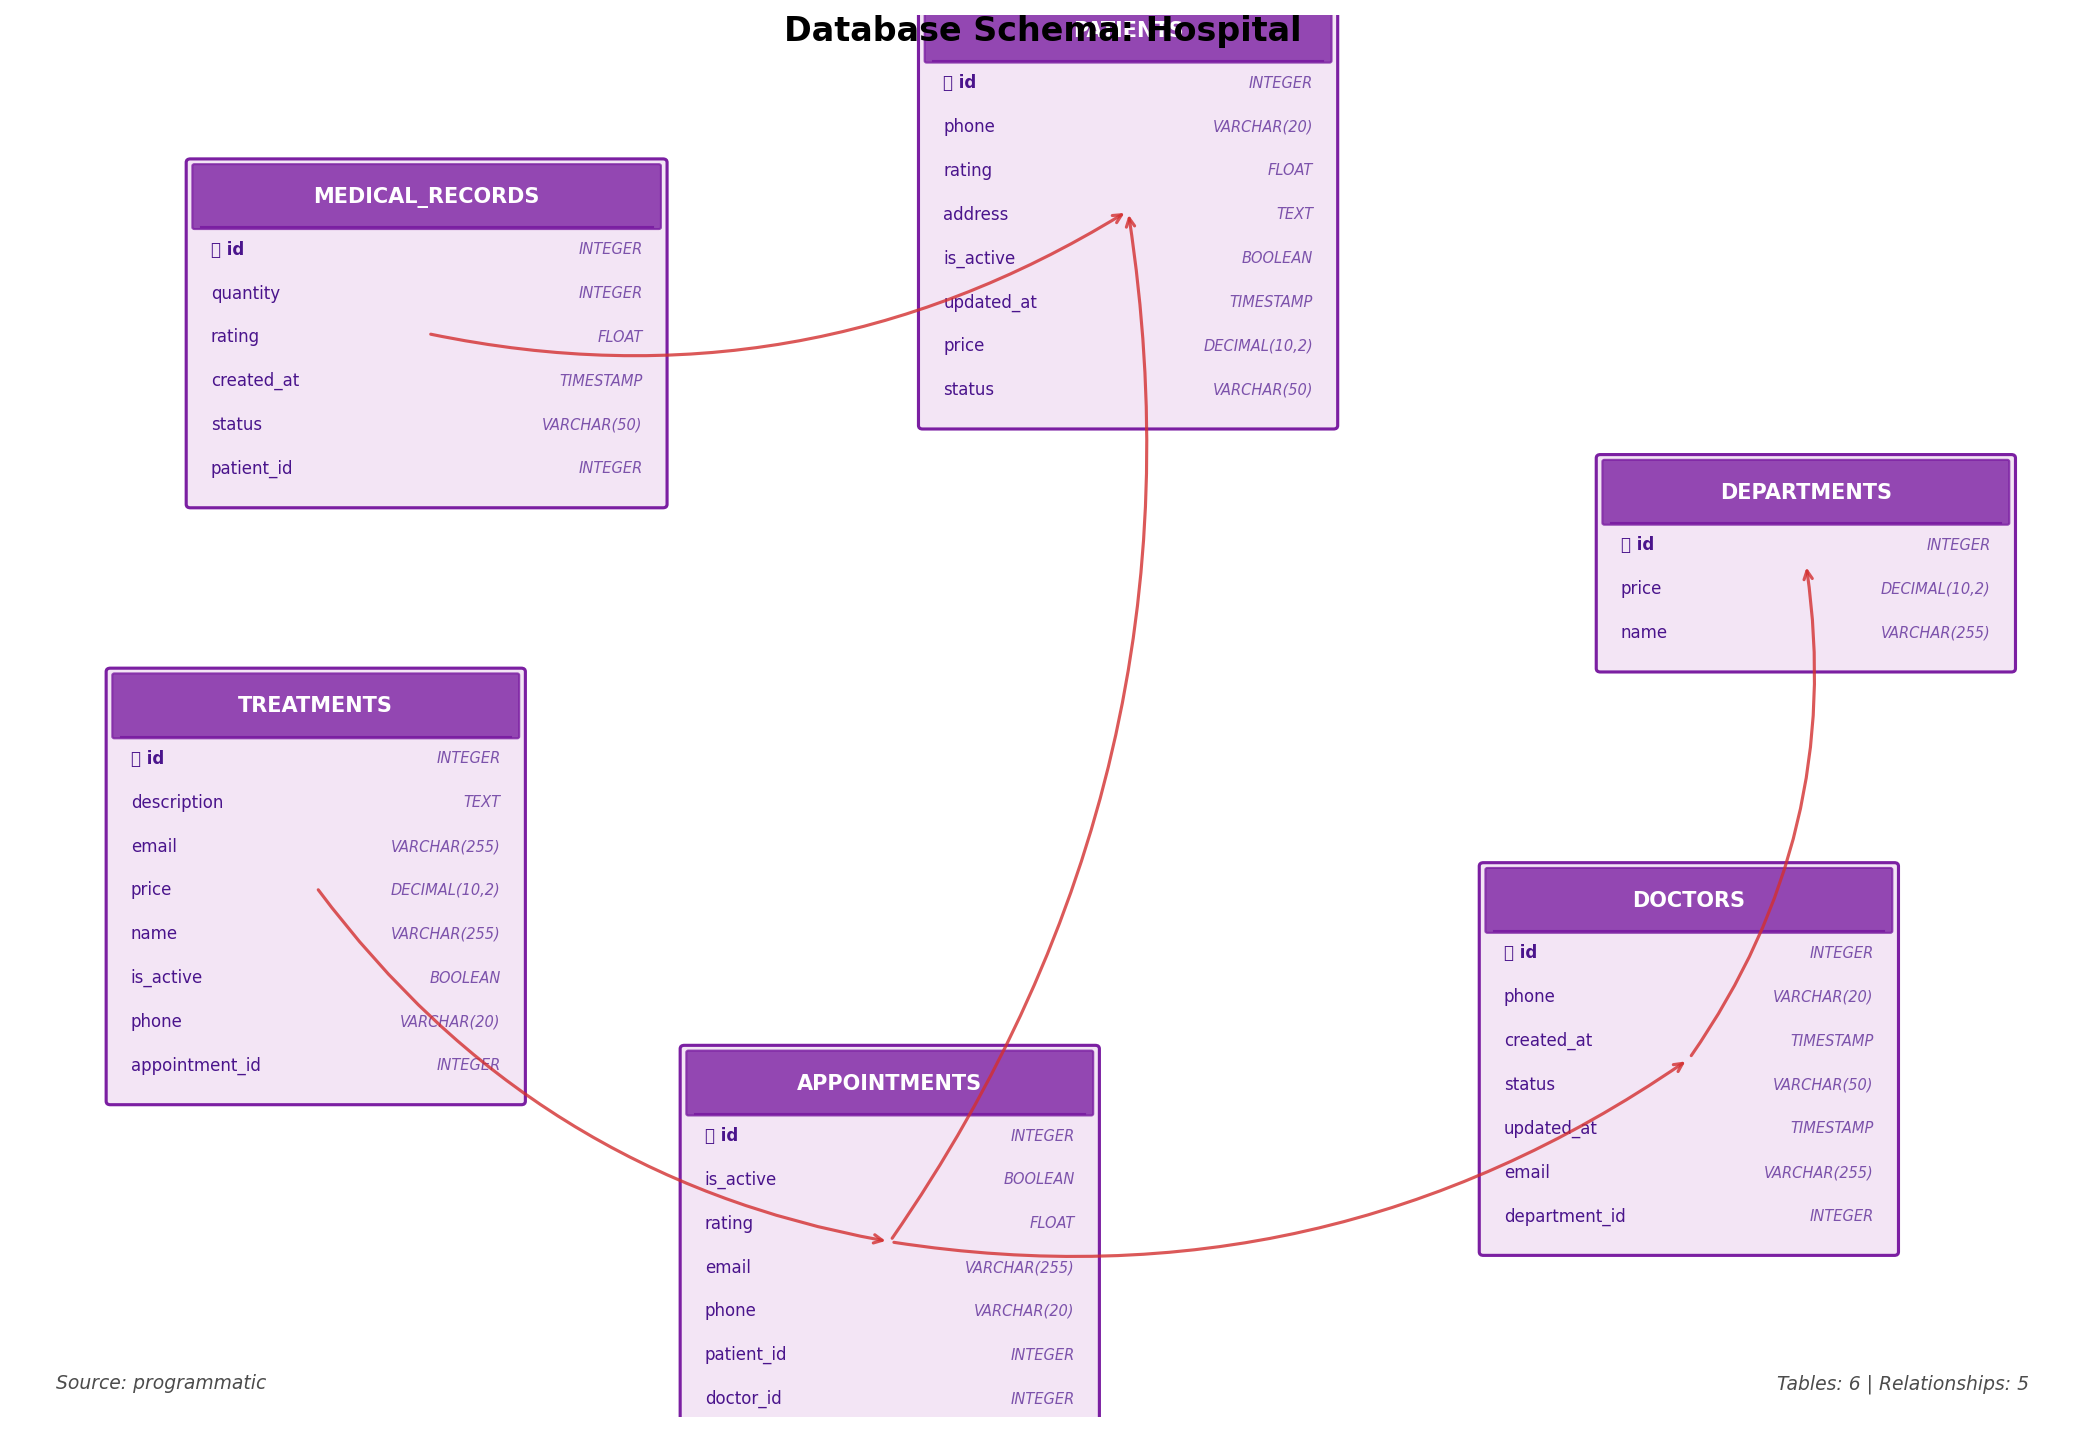 Database Schema: Hospital
PATIENTS
id INTEGER
phone VARCHAR(20)
rating FLOAT
address TEXT
is_active BOOLEAN
updated_at TIMESTAMP
price DECIMAL(10,2)
status VARCHAR(50)
MEDICAL_RECORDS
id INTEGER
quantity INTEGER
rating FLOAT
created_at TIMESTAMP
status VARCHAR(50)
patient_id INTEGER
DEPARTMENTS
id INTEGER
price DECIMAL(10,2)
name VARCHAR(255)
TREATMENTS
id INTEGER
description TEXT
email VARCHAR(255)
price DECIMAL(10,2)
name VARCHAR(255)
is_active BOOLEAN
phone VARCHAR(20)
appointment_id INTEGER
DOCTORS
id INTEGER
phone VARCHAR(20)
created_at TIMESTAMP
status VARCHAR(50)
updated_at TIMESTAMP
email VARCHAR(255)
department_id INTEGER
APPOINTMENTS
id INTEGER
is_active BOOLEAN
rating FLOAT
email VARCHAR(255)
phone VARCHAR(20)
patient_id INTEGER
doctor_id INTEGER
Source: programmatic
Tables: 6 | Relationships: 5